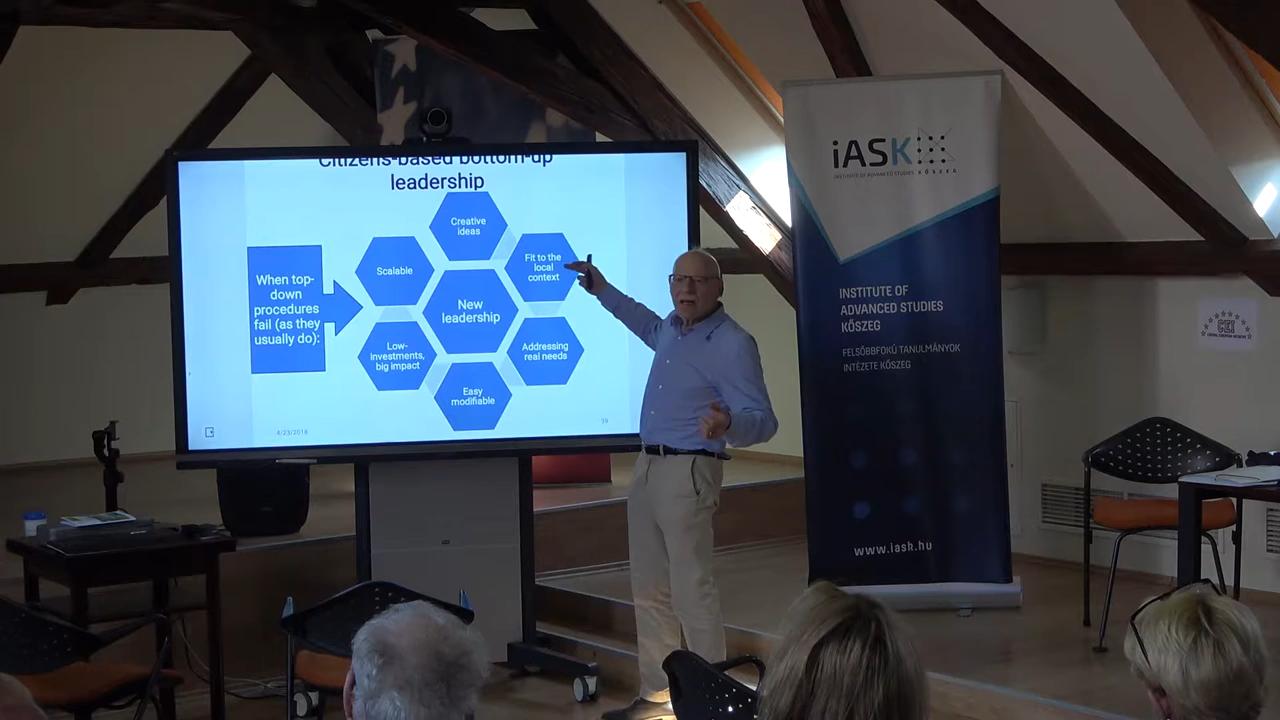 Citizens-based bottom-up
leadership
When top-
down
procedures
fail (as they
usually do):
Creative
ideas
Scalable
Fit to the
local
context
New
leadership
Low-
investments,
big impact
Addressing
real needs
Easy
modifiable
4/23/2018
39
iASK
INSTITUTE OF ADVANCED STUDIES KŐSZEG
INSTITUTE OF
ADVANCED STUDIES
KŐSZEG
FELSŐBBFOKÚ TANULMÁNYOK
INTÉZETE KŐSZEG
www.iask.hu
CEI